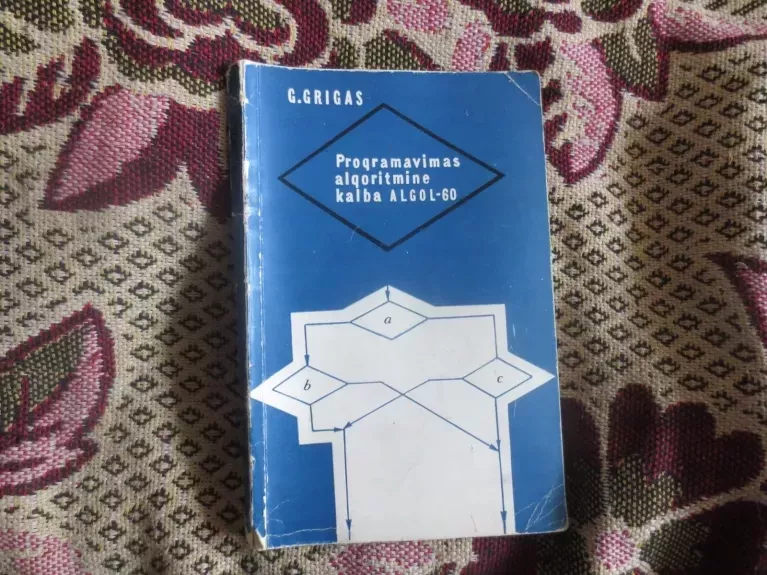 G.GRIGAS
Programavimas
algoritmine
kalba ALGOL-60
a
b
c